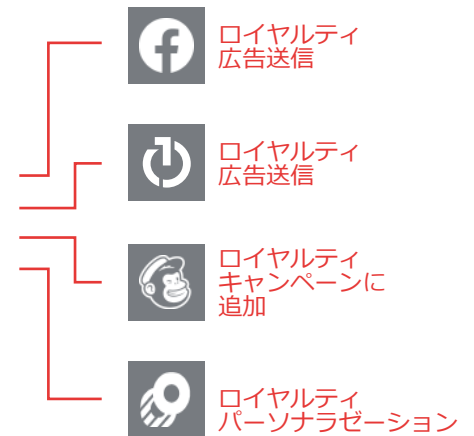 ロイヤルティ
広告送信
ロイヤルティ
広告送信
ロイヤルティ
キャンペーンに
追加
ロイヤルティ
パーソナラゼーション